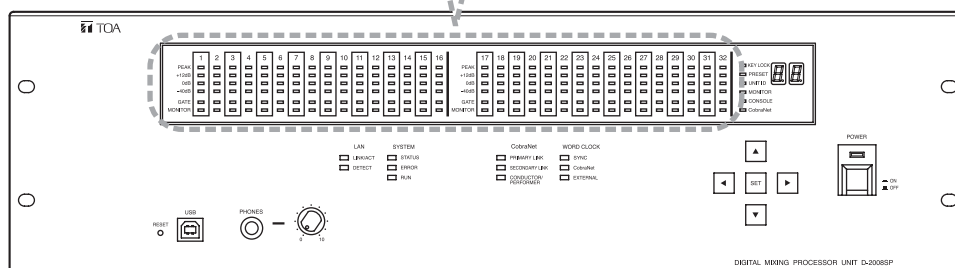 TOA
1 2 3 4 5 6 7 8 9 10 11 12 13 14 15 16 17 18 19 20 21 22 23 24 25 26 27 28 29 30 31 32
PEAK PEAK KEY LOCK 88
+12dB +12dB PRESET
0dB 0dB UNIT ID
-40dB -40dB MONITOR
GATE GATE CONSOLE
MONITOR MONITOR CobraNet
LAN SYSTEM CobraNet WORD CLOCK POWER
LINK/ACT STATUS PRIMARY LINK SYNC
DETECT ERROR SECONDARY LINK CobraNet
RUN CONDUCTOR/ EXTERNAL
PERFORMER
SET
ON
OFF
RESET USB PHONES
0 10
DIGITAL MIXING PROCESSOR UNIT D-2008SP